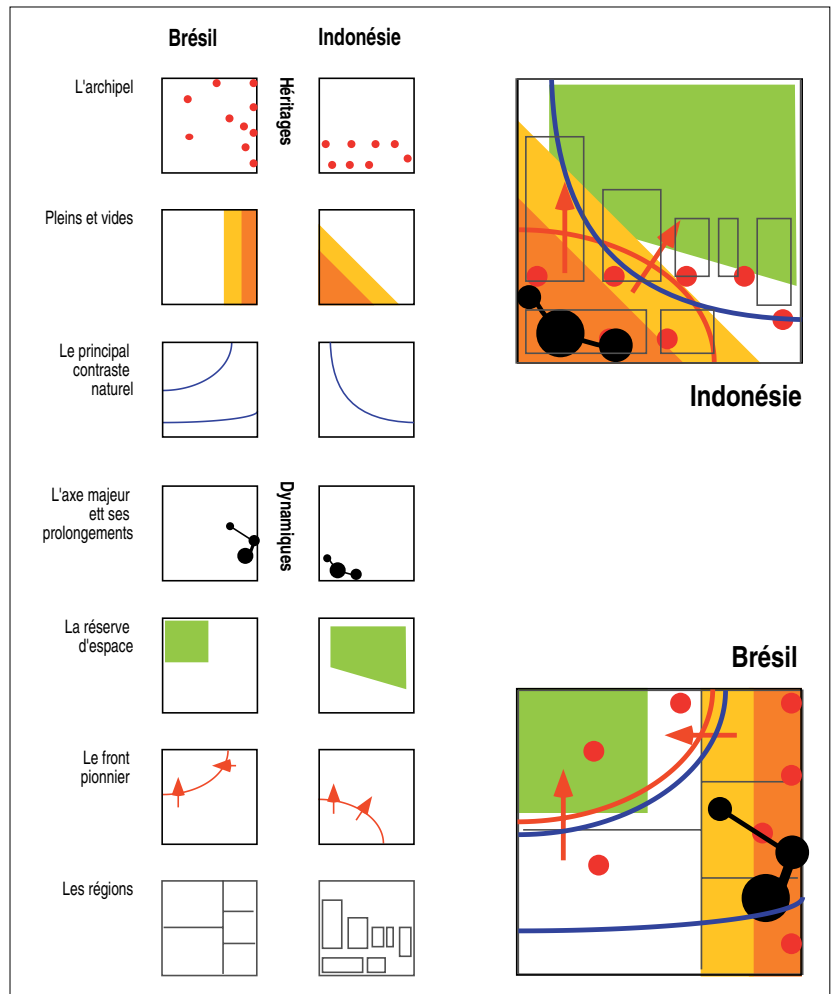 Brésil
Indonésie
L'archipel
Héritages
Pleins et vides
Le principal
contraste
naturel
L'axe majeur
ett ses
prolongements
Dynamiques
La réserve
d'espace
Le front
pionnier
Les régions
Indonésie
Brésil